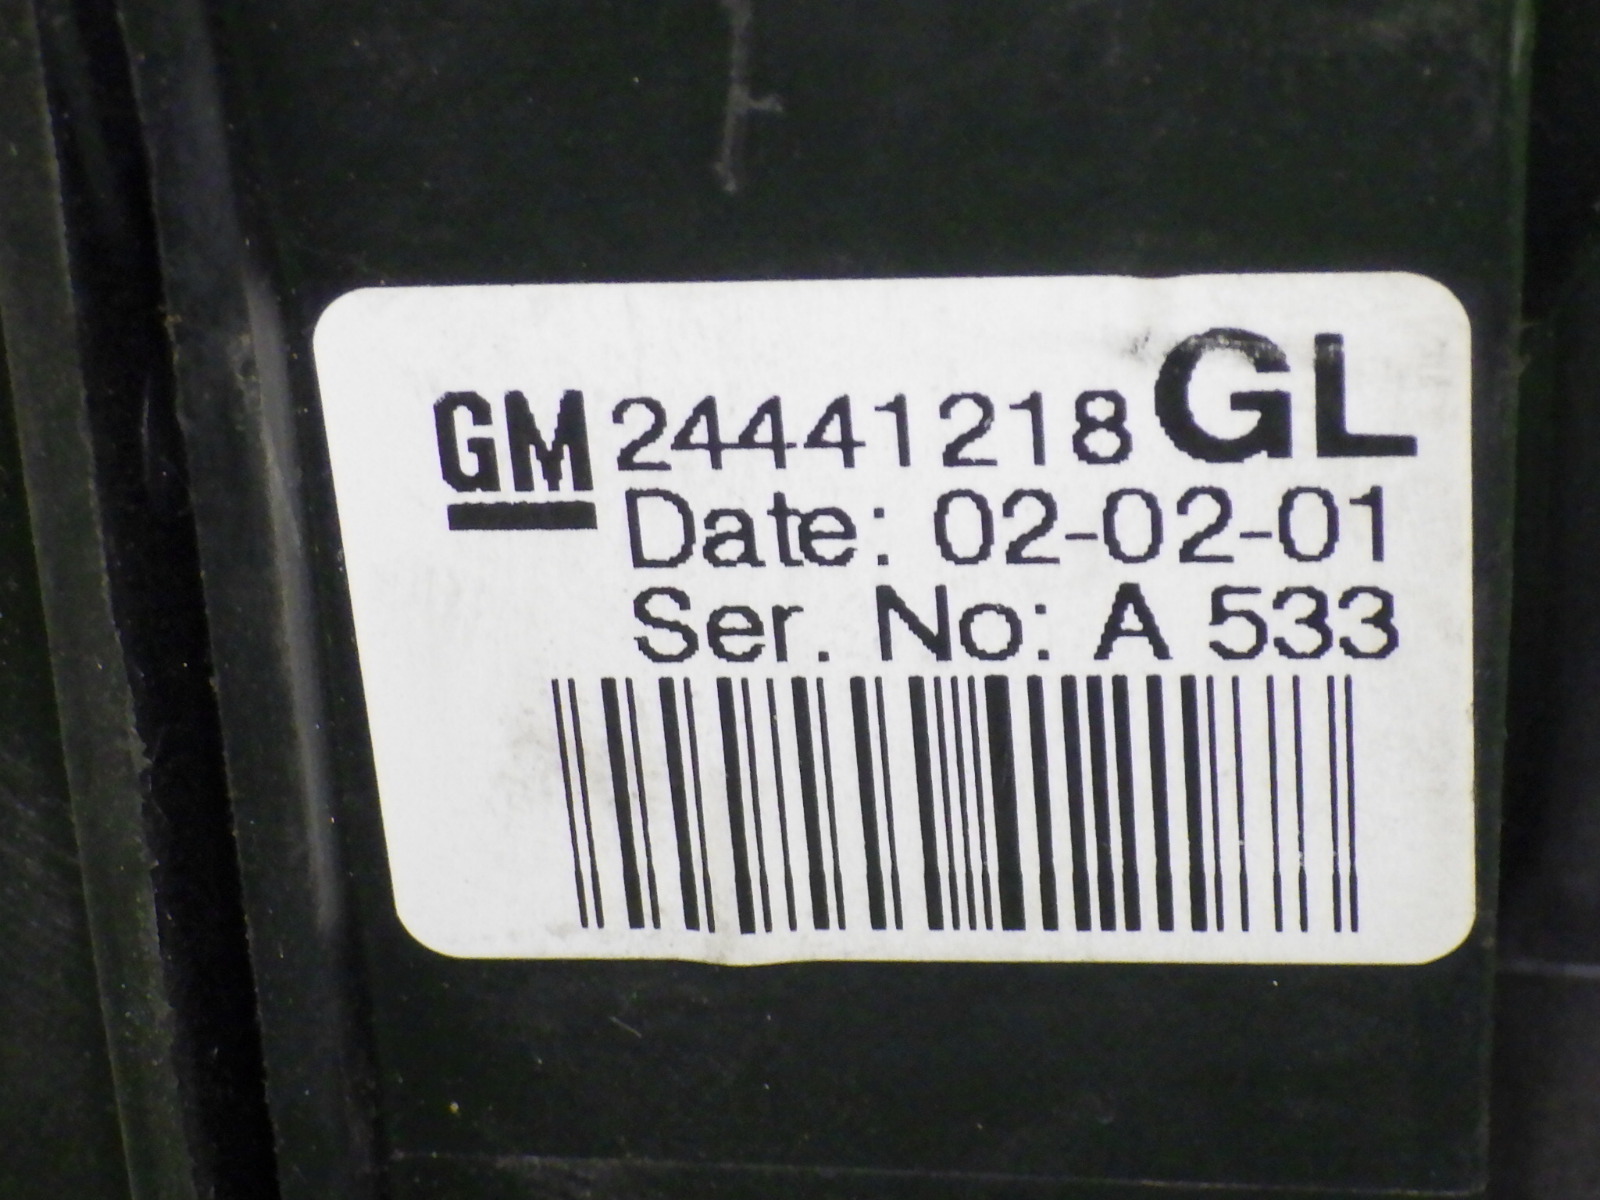 GM 24441218 GL
Date: 02-02-01
Ser. No: A 533